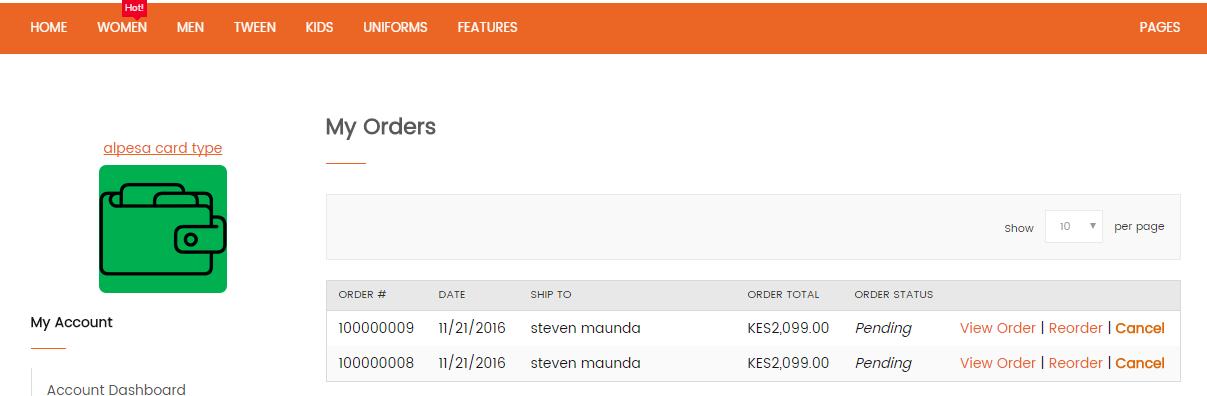 Hot!
HOME WOMEN MEN TWEEN KIDS UNIFORMS FEATURES PAGES
My Orders
alpesa card type
Show 10 per page
ORDER # DATE SHIP TO ORDER TOTAL ORDER STATUS
100000009 11/21/2016 steven maunda KES2,099.00 Pending View Order | Reorder | Cancel
100000008 11/21/2016 steven maunda KES2,099.00 Pending View Order | Reorder | Cancel
My Account
Account Dashboard